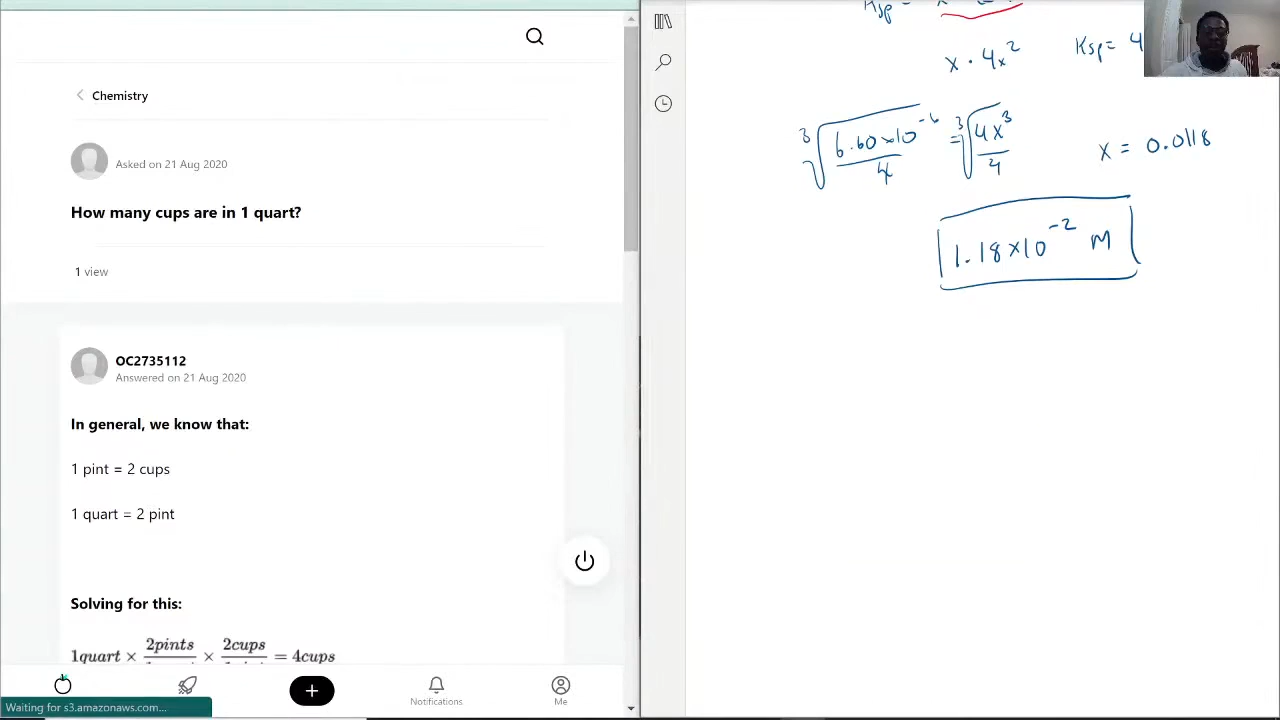 Chemistry
Asked on 21 Aug 2020
How many cups are in 1 quart?
1 view
OC2735112
Answered on 21 Aug 2020
In general, we know that:
1 pint = 2 cups
1 quart = 2 pint
Solving for this:
1quart × 2pints × 2cups = 4cups
Notifications
Me
Waiting for s3.amazonaws.com...
Ksp =
x · 4x²
Ksp= 4
∛(6.60×10⁻⁶/4) = ∛(4x³/4)
x = 0.0118
1.18×10⁻² M